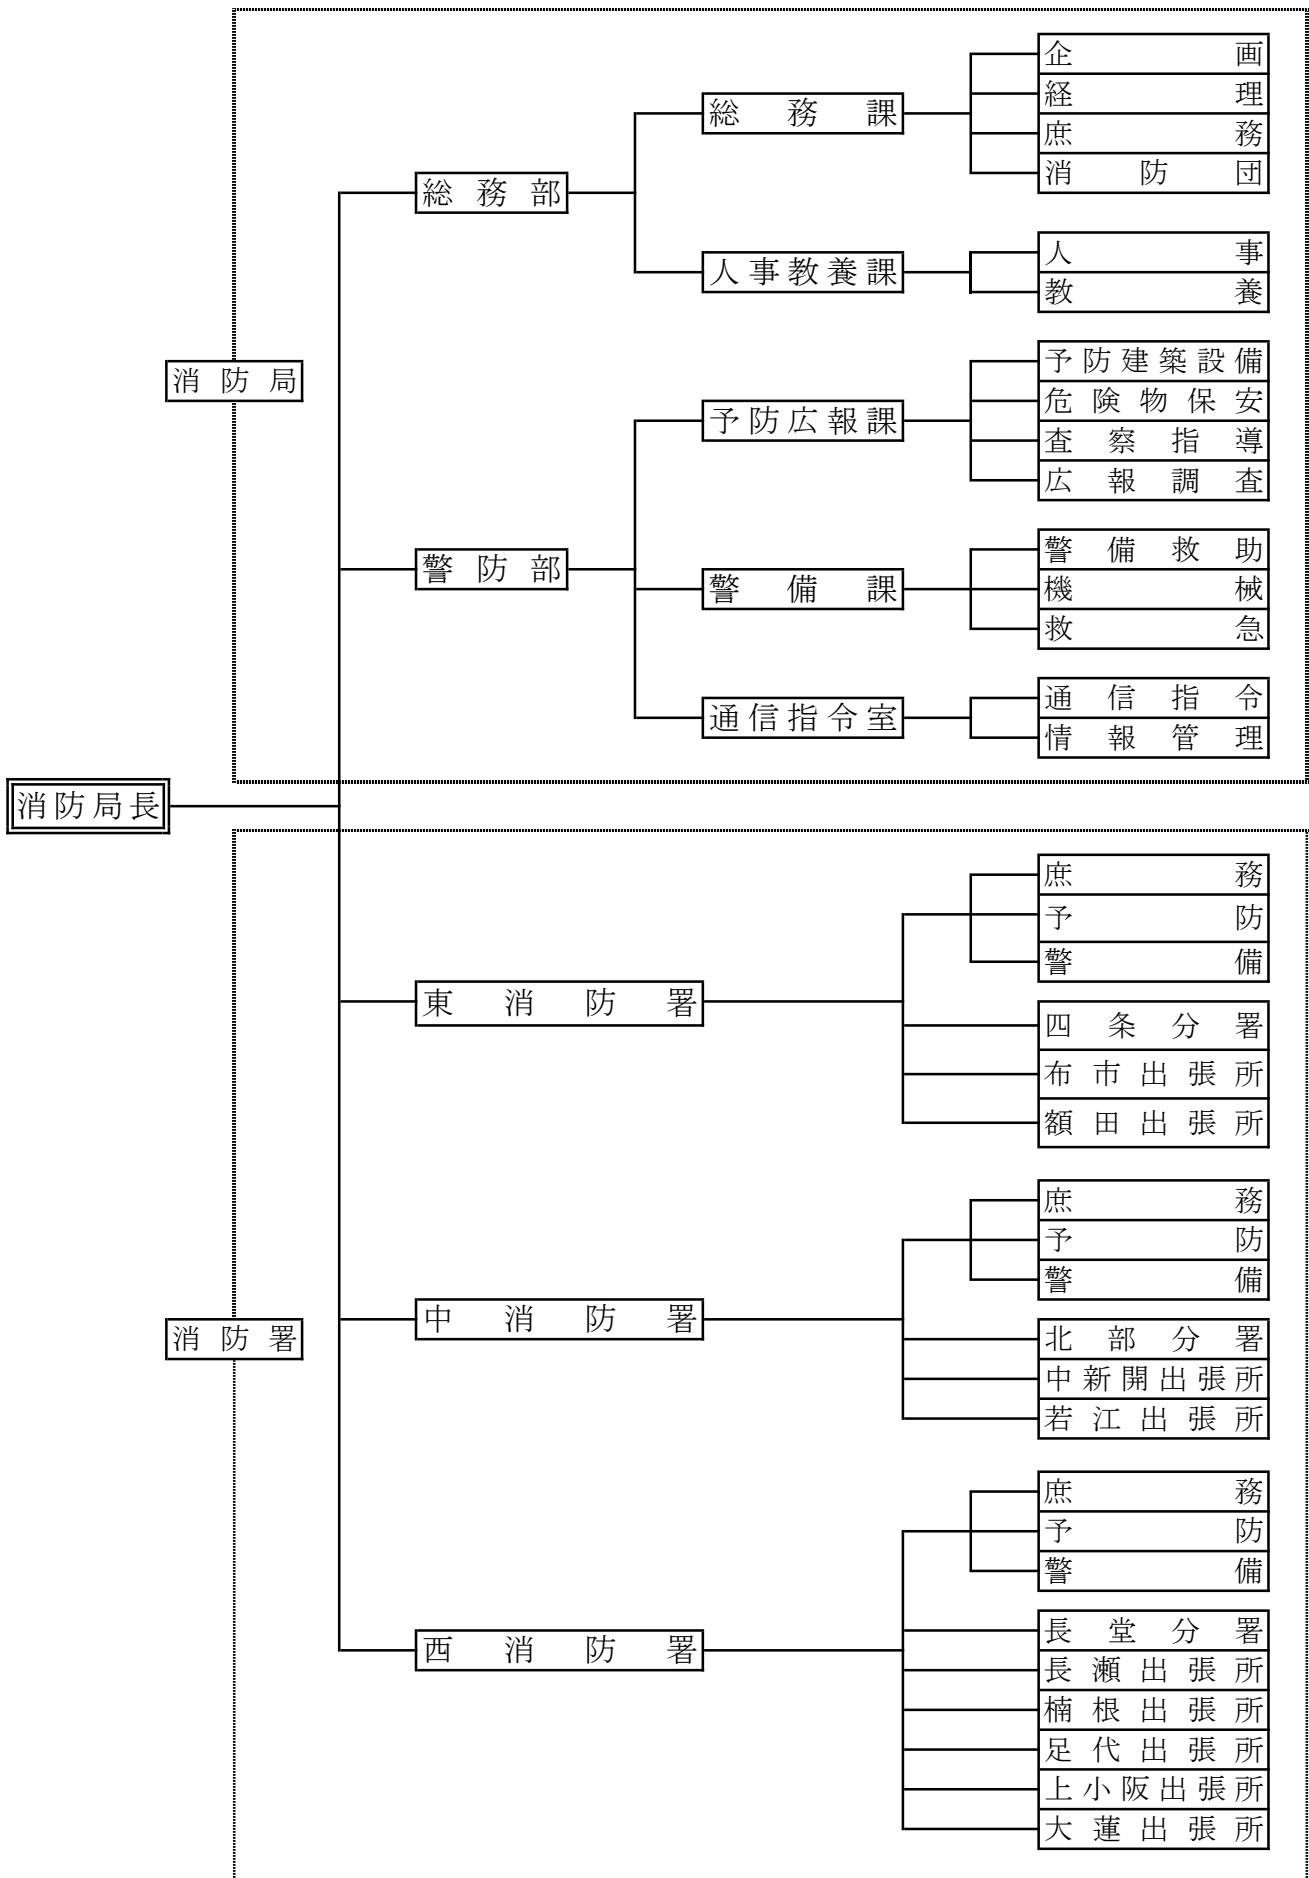 企画
経理
総務課
庶務
消防団
総務部
人事
人事教養課
教養
予防建築設備
消防局
危険物保安
予防広報課
査察指導
広報調査
警備救助
警防部
警備課
機械
救急
通信指令
通信指令室
情報管理
消防局長
庶務
予防
警備
東消防署
四条分署
布市出張所
額田出張所
庶務
予防
警備
中消防署
消防署
北部分署
中新開出張所
若江出張所
庶務
予防
警備
長堂分署
西消防署
長瀬出張所
楠根出張所
足代出張所
上小阪出張所
大蓮出張所